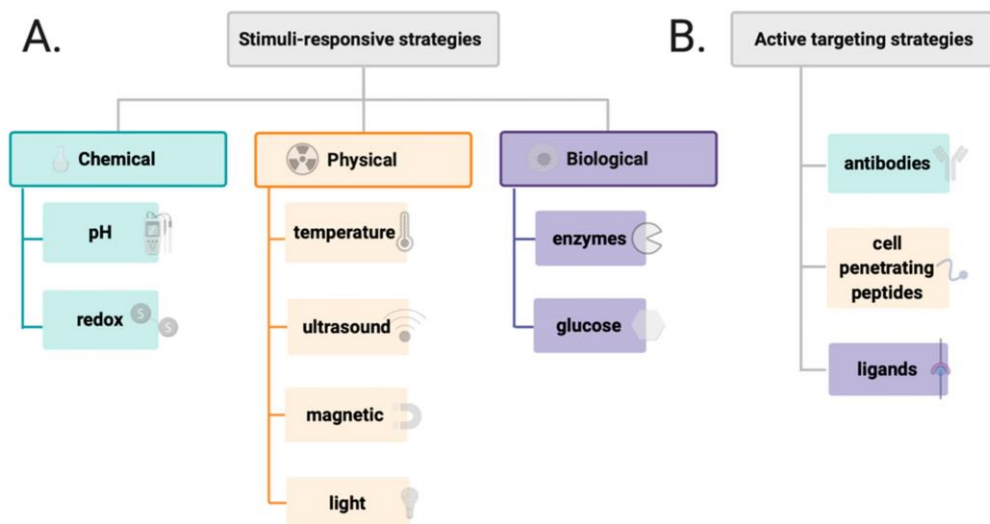 A.
Stimuli-responsive strategies
Chemical
pH
redox
S
S
Physical
temperature
ultrasound
magnetic
light
Biological
enzymes
glucose
B.
Active targeting strategies
antibodies
cell
penetrating
peptides
ligands